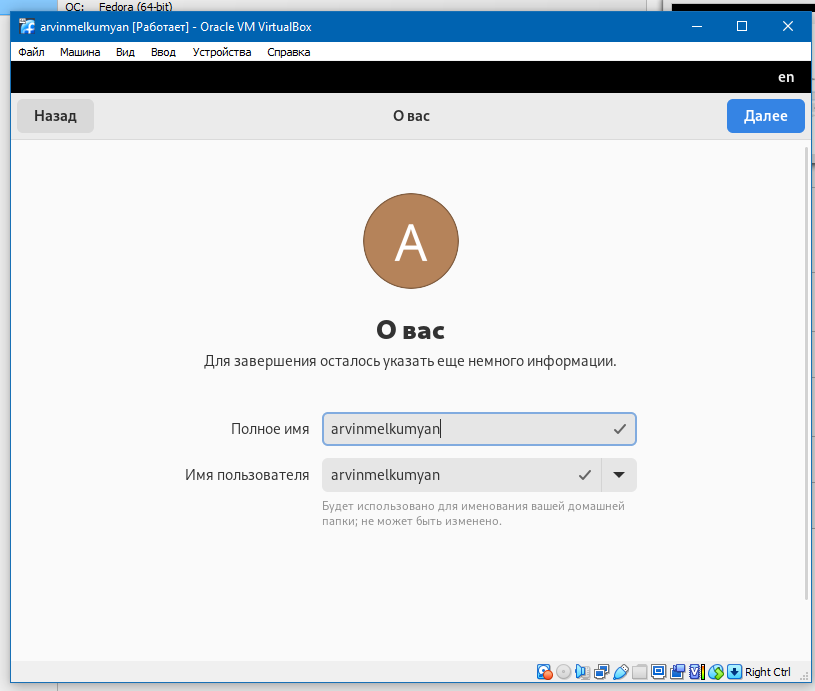 ОС: Fedora (64-bit)
arvinmelkumyan [Работает] - Oracle VM VirtualBox
Файл Машина Вид Ввод Устройства Справка
en
Назад О вас Далее
A
О вас
Для завершения осталось указать еще немного информации.
Полное имя arvinmelkumyan
Имя пользователя arvinmelkumyan
Будет использовано для именования вашей домашней
папки; не может быть изменено.
Right Ctrl